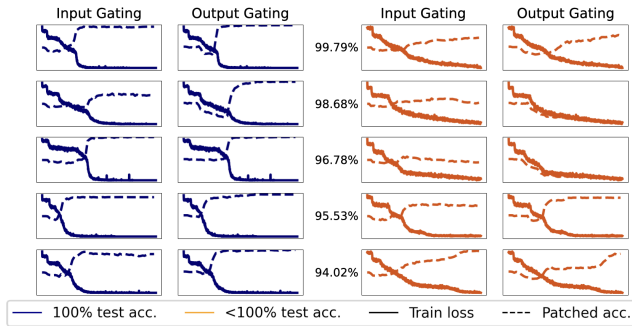 Input Gating Output Gating Input Gating Output Gating
99.79%
98.68%
96.78%
95.53%
94.02%
100% test acc. <100% test acc. Train loss Patched acc.